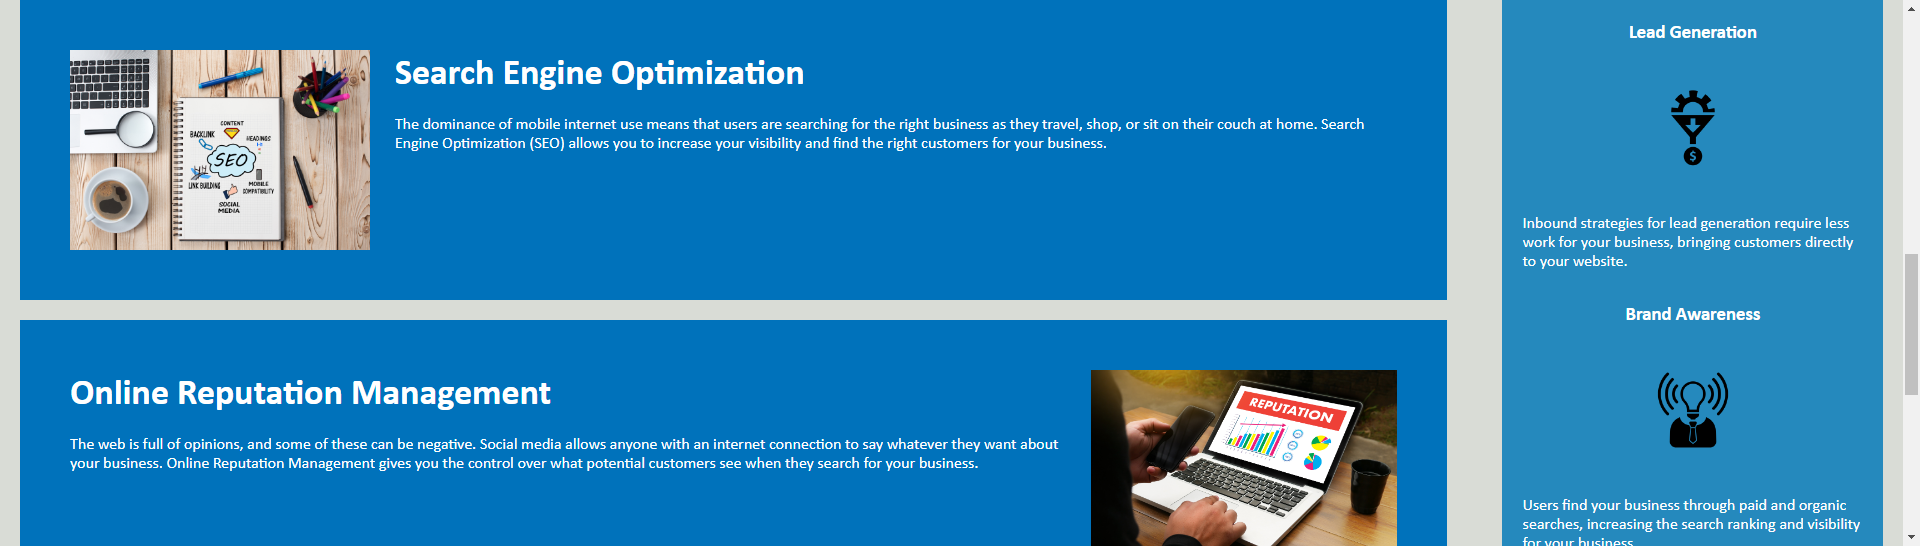 Search Engine Optimization
The dominance of mobile internet use means that users are searching for the right business as they travel, shop, or sit on their couch at home. Search
Engine Optimization (SEO) allows you to increase your visibility and find the right customers for your business.
CONTENT
BACKLINK
HEADINGS
SEO
LINK BUILDING
MOBILE
COMPATIBILITY
SOCIAL
MEDIA
Online Reputation Management
The web is full of opinions, and some of these can be negative. Social media allows anyone with an internet connection to say whatever they want about
your business. Online Reputation Management gives you the control over what potential customers see when they search for your business.
REPUTATION
Lead Generation
$
Inbound strategies for lead generation require less
work for your business, bringing customers directly
to your website.
Brand Awareness
Users find your business through paid and organic
searches, increasing the search ranking and visibility
for your business